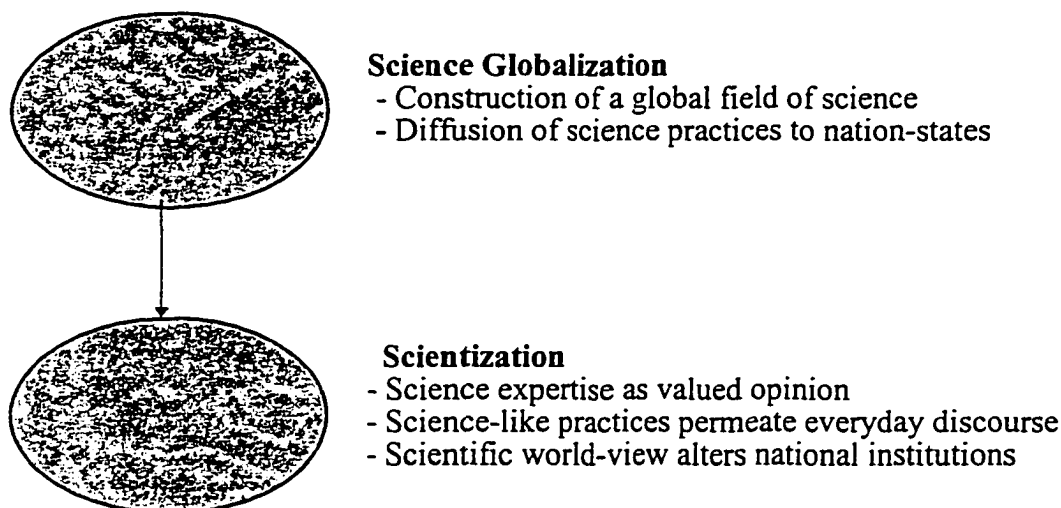 Science Globalization
- Construction of a global field of science
- Diffusion of science practices to nation-states
Scientization
- Science expertise as valued opinion
- Science-like practices permeate everyday discourse
- Scientific world-view alters national institutions